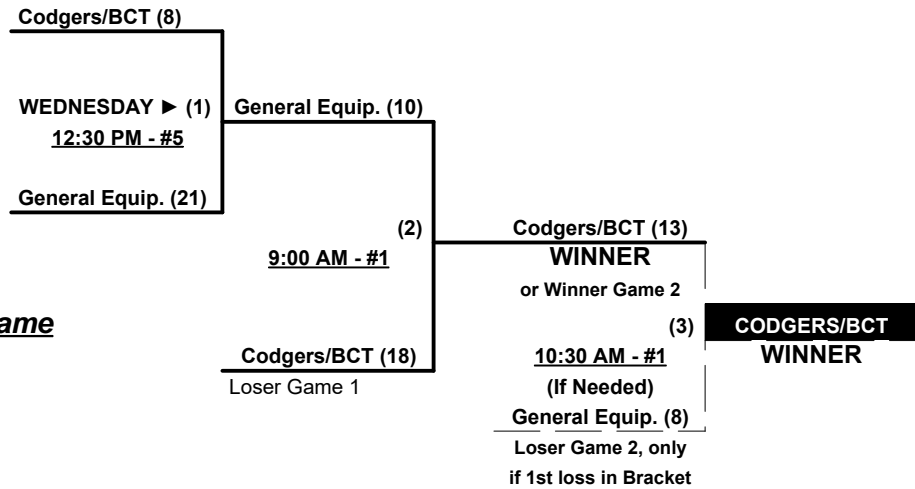 Codgers/BCT (8)
WEDNESDAY ► (1)
General Equip. (10)
12:30 PM - #5
General Equip. (21)
(2)
Codgers/BCT (13)
9:00 AM - #1
WINNER
or Winner Game 2
ame
(3)
CODGERS/BCT
Codgers/BCT (18)
10:30 AM - #1
WINNER
Loser Game 1
(If Needed)
General Equip. (8)
Loser Game 2, only
if 1st loss in Bracket